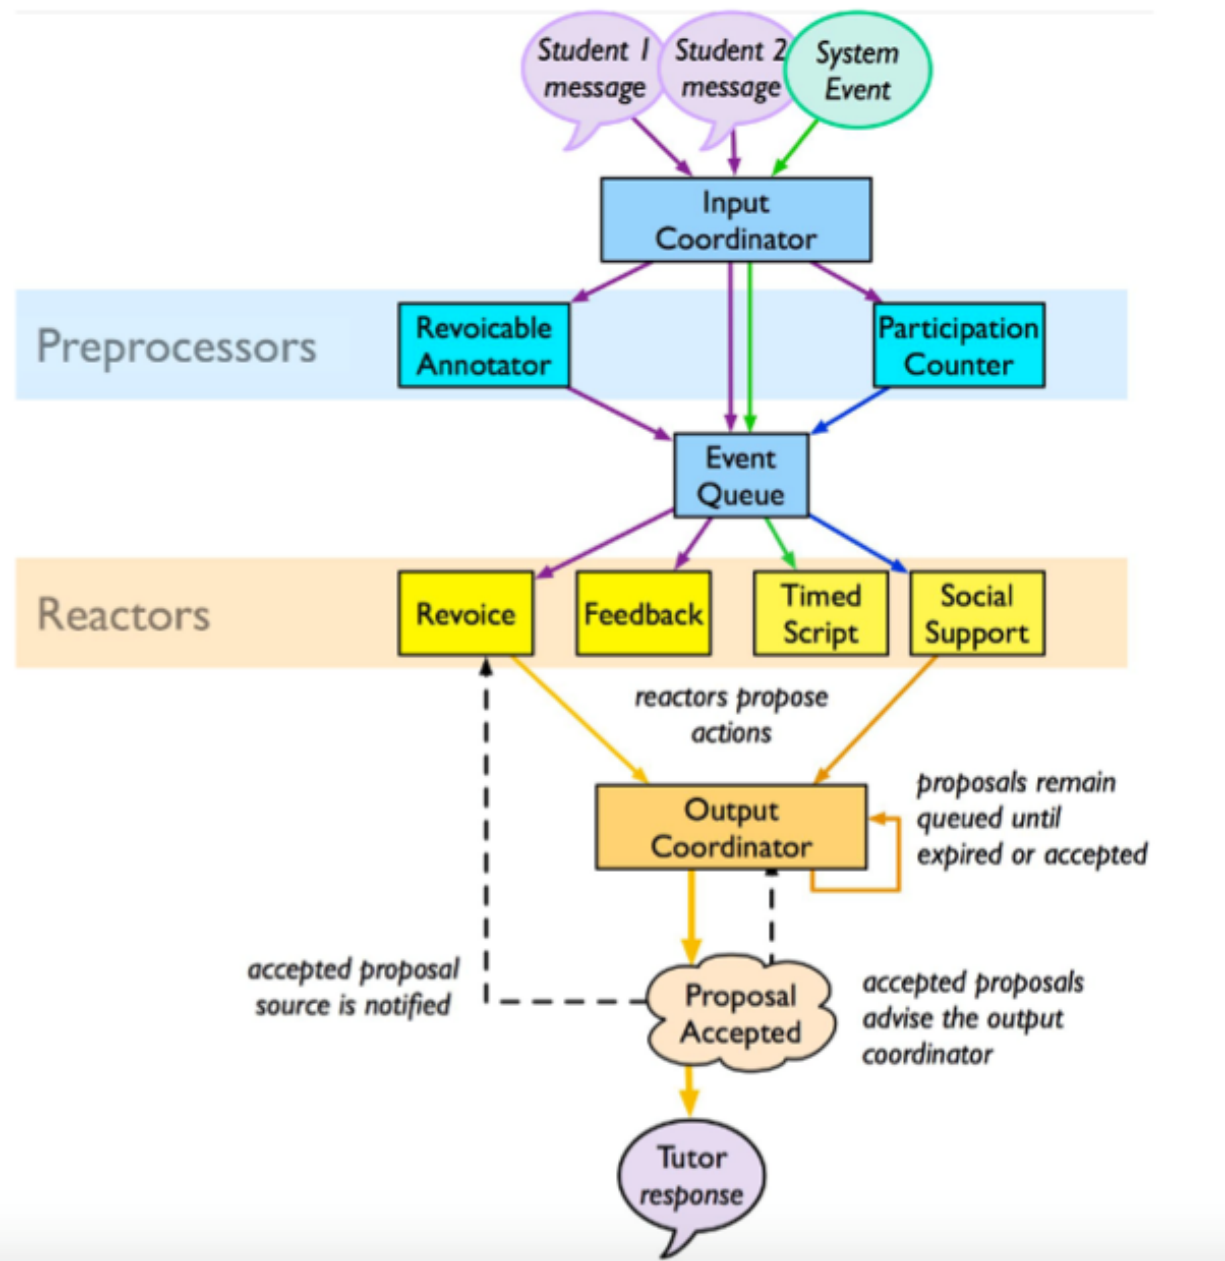 Student 1
message
Student 2
message
System
Event
Input
Coordinator
Preprocessors
Revoicable
Annotator
Participation
Counter
Event
Queue
Reactors
Revoice
Feedback
Timed
Script
Social
Support
reactors propose
actions
Output
Coordinator
proposals remain
queued until
expired or accepted
accepted proposal
source is notified
Proposal
Accepted
accepted proposals
advise the output
coordinator
Tutor
response